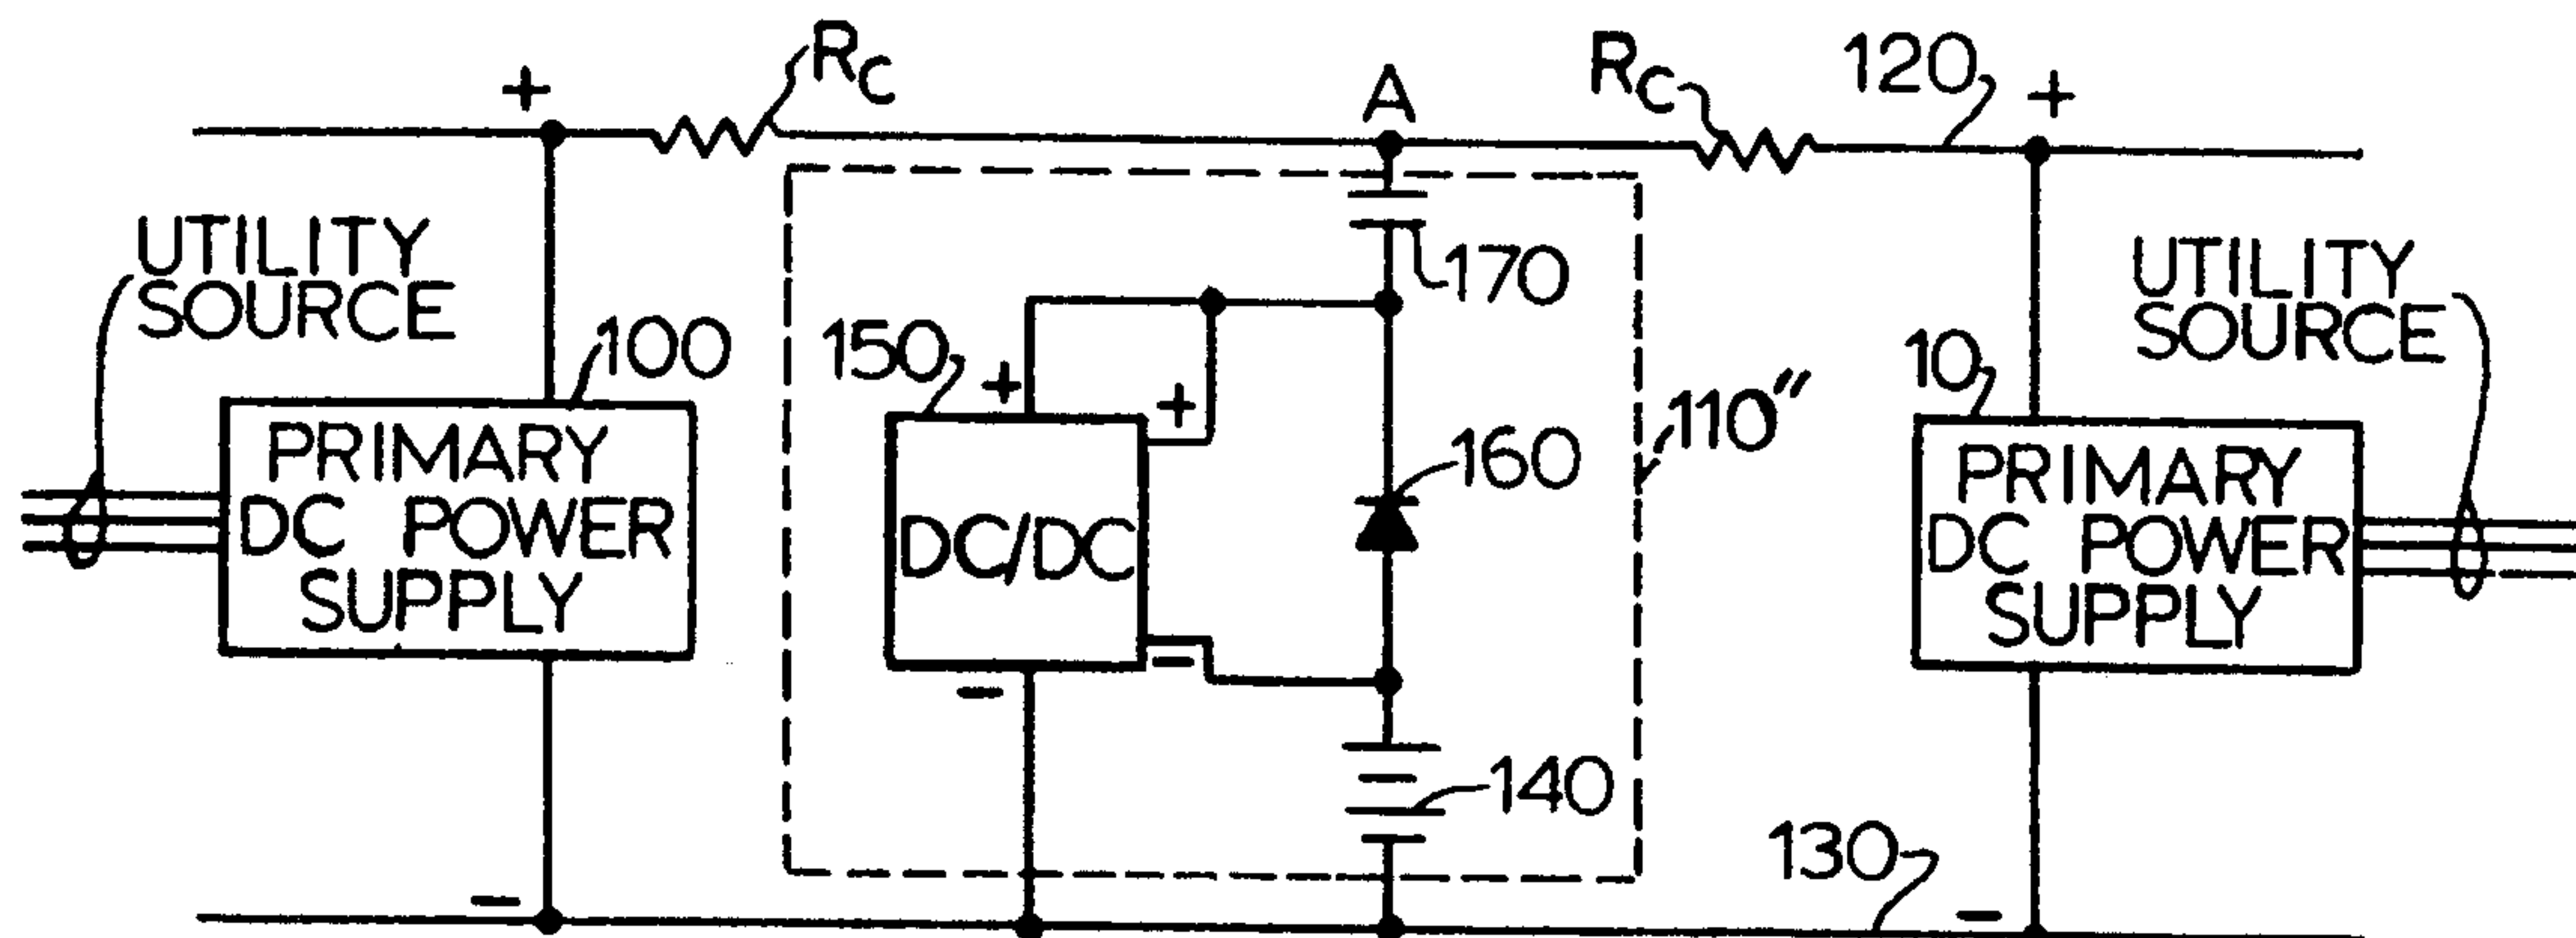 +
RC
A
RC
120
+
UTILITY
SOURCE
100
PRIMARY
DC POWER
SUPPLY
-
150
+
+
DC/DC
-
-
170
160
110"
140
UTILITY
SOURCE
10
PRIMARY
DC POWER
SUPPLY
130
-